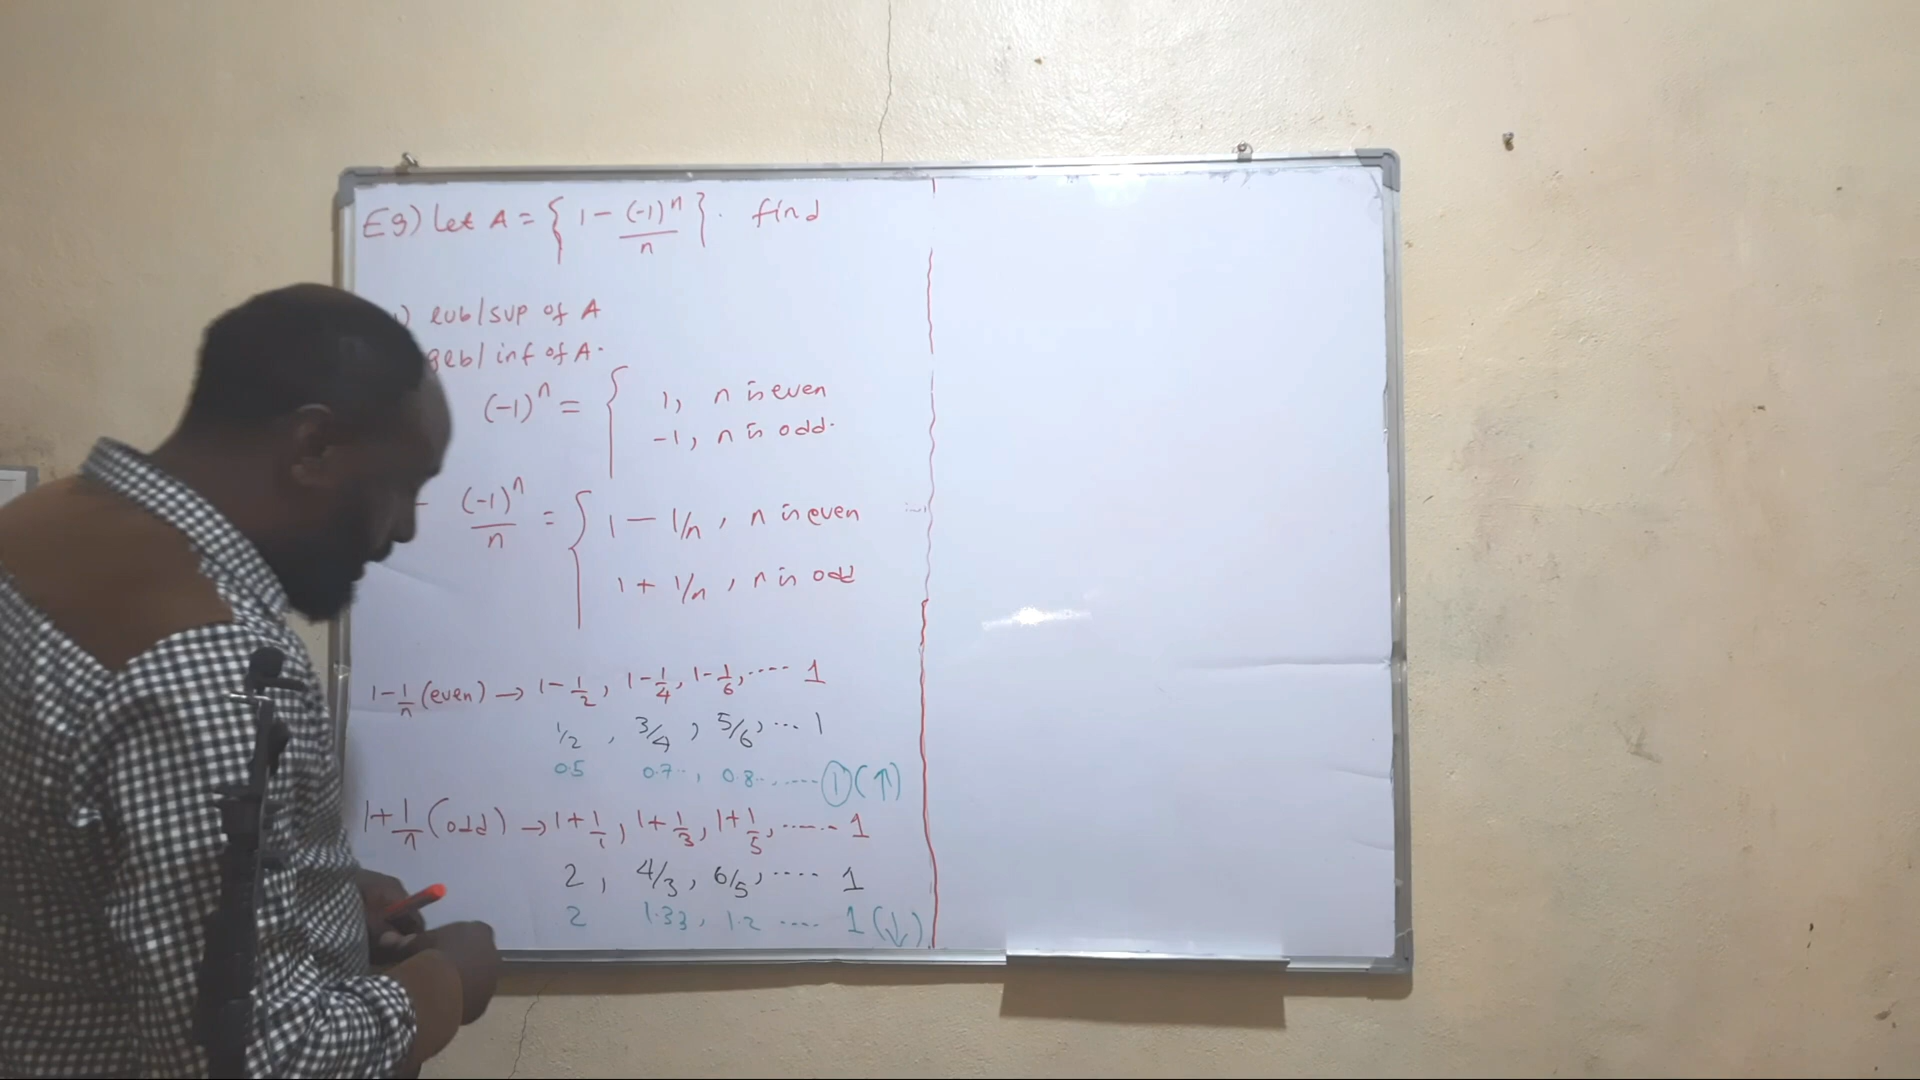 Eg) Let A = { 1 - (-1)ⁿ/n }. find
) lub/sup of A
glb/inf of A.
(-1)ⁿ = { 1, n is even
-1, n is odd.
- (-1)ⁿ/n = { 1 - 1/n, n is even
1 + 1/n, n is odd
1 - 1/n (even) → 1 - 1/2, 1 - 1/4, 1 - 1/6, ---- 1
1/2, 3/4, 5/6, ... 1
0.5 0.7.., 0.8.. ..---- 1 (↑)
1 + 1/n (odd) → 1 + 1/1, 1 + 1/3, 1 + 1/5, ------ 1
2, 4/3, 6/5, ---- 1
2 1.33, 1.2 ---- 1 (↓)